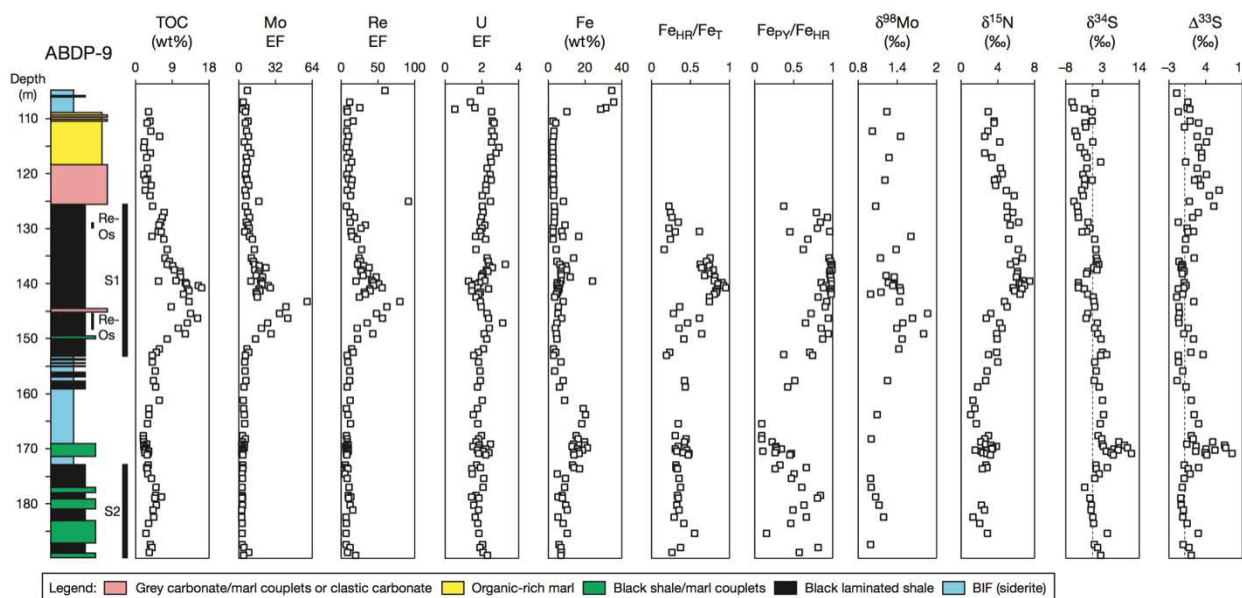 ABDP-9
Depth
(m)
110
120
130
140
150
160
170
180
Re-
Os
S1
Re-
Os
S2
TOC
(wt%)
0 9 18
Mo
EF
0 32 64
Re
EF
0 50 100
U
EF
0 2 4
Fe
(wt%)
0 20 40
FeHR/FeT
0 0.5 1
FePY/FeHR
0 0.5 1
δ98Mo
(‰)
0.8 1.4 2
δ15N
(‰)
0 4 8
δ34S
(‰)
−8 3 14
Δ33S
(‰)
−3 4 11
Legend: Grey carbonate/marl couplets or clastic carbonate Organic-rich marl Black shale/marl couplets Black laminated shale BIF (siderite)